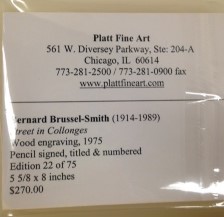 Platt Fine Art
561 W. Diversey Parkway, Ste: 204-A
Chicago, IL 60614
773-281-2500 / 773-281-0900 fax
www.plattfineart.com
ernard Brussel-Smith (1914-1989)
treet in Collonges
ood engraving, 1975
Pencil signed, titled & numbered
Edition 22 of 75
5 5/8 x 8 inches
$270.00